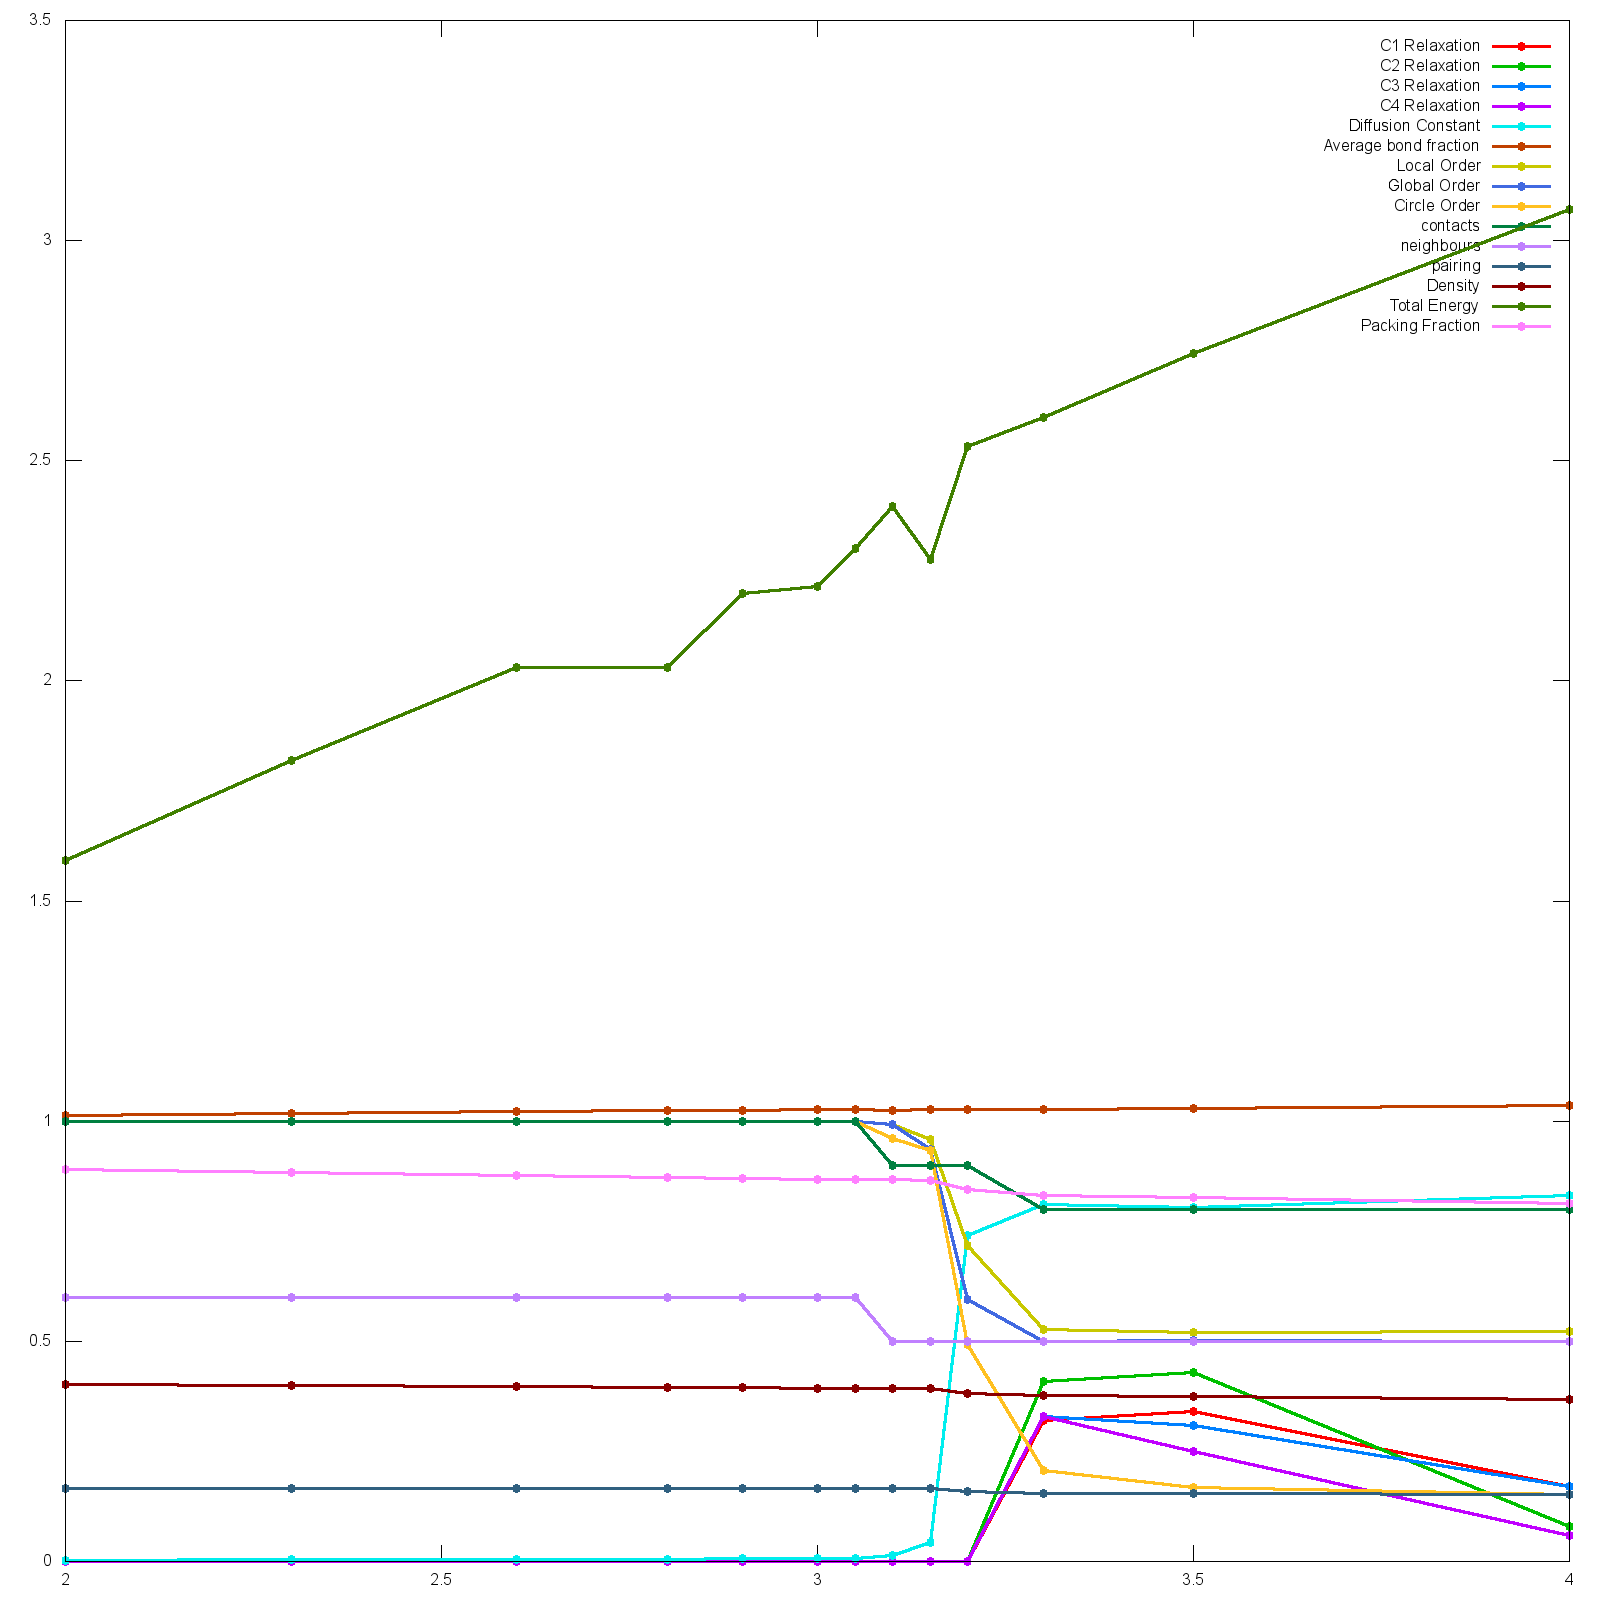 3.5
C1 Relaxation
C2 Relaxation
C3 Relaxation
C4 Relaxation
Diffusion Constant
Average bond fraction
Local Order
Global Order
Circle Order
contacts
3
neighbours
pairing
Density
Total Energy
Packing Fraction
2.5
2
1.5
1
0.5
0
2 2.5 3 3.5 4